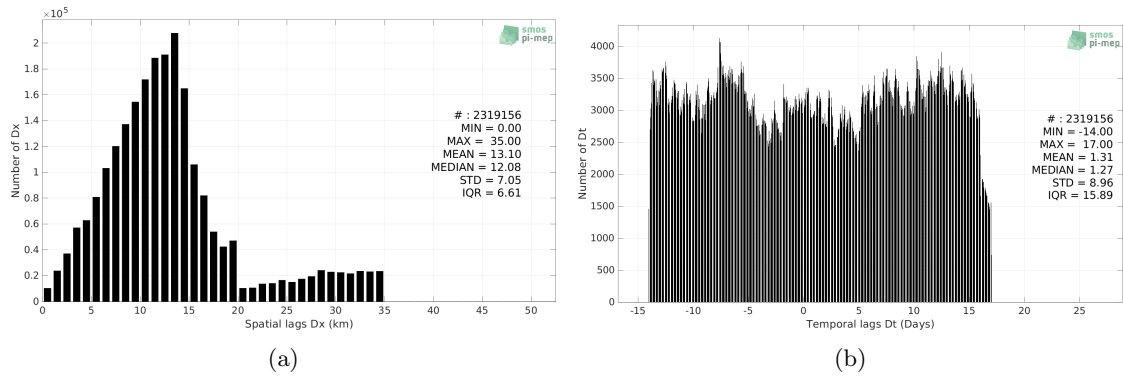 ×10⁵
2
1.8
1.6
1.4
1.2
1
0.8
0.6
0.4
0.2
0
Number of Dx
smos
pi-mep
# : 2319156
MIN = 0.00
MAX = 35.00
MEAN = 13.10
MEDIAN = 12.08
STD = 7.05
IQR = 6.61
0 5 10 15 20 25 30 35 40 45 50
Spatial lags Dx (km)
(a)
4000
3500
3000
2500
2000
1500
1000
500
0
Number of Dt
smos
pi-mep
# : 2319156
MIN = -14.00
MAX = 17.00
MEAN = 1.31
MEDIAN = 1.27
STD = 8.96
IQR = 15.89
-15 -10 -5 0 5 10 15 20 25
Temporal lags Dt (Days)
(b)